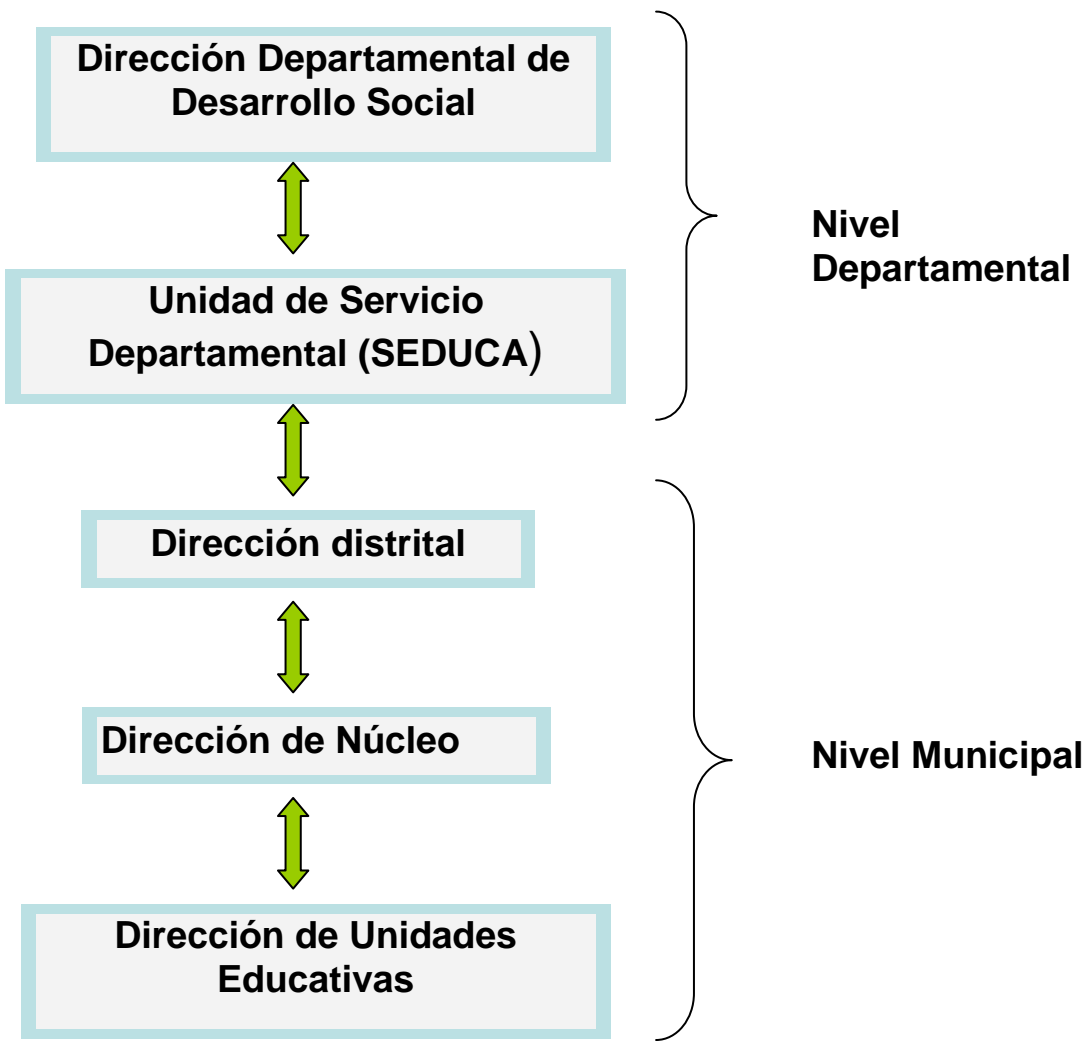 Dirección Departamental de
Desarrollo Social
Nivel
Departamental
Unidad de Servicio
Departamental (SEDUCA)
Dirección distrital
Dirección de Núcleo
Nivel Municipal
Dirección de Unidades
Educativas